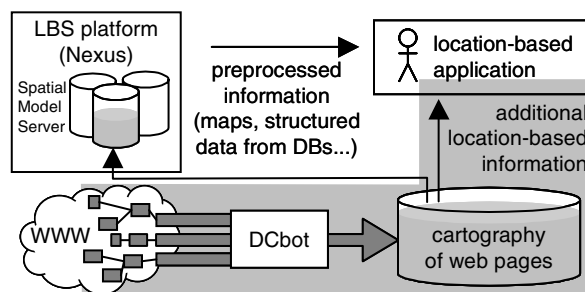 LBS platform
(Nexus)
Spatial
Model
Server
preprocessed
information
(maps, structured
data from DBs...)
location-based
application
additional
location-based
information
WWW
DCbot
cartography
of web pages